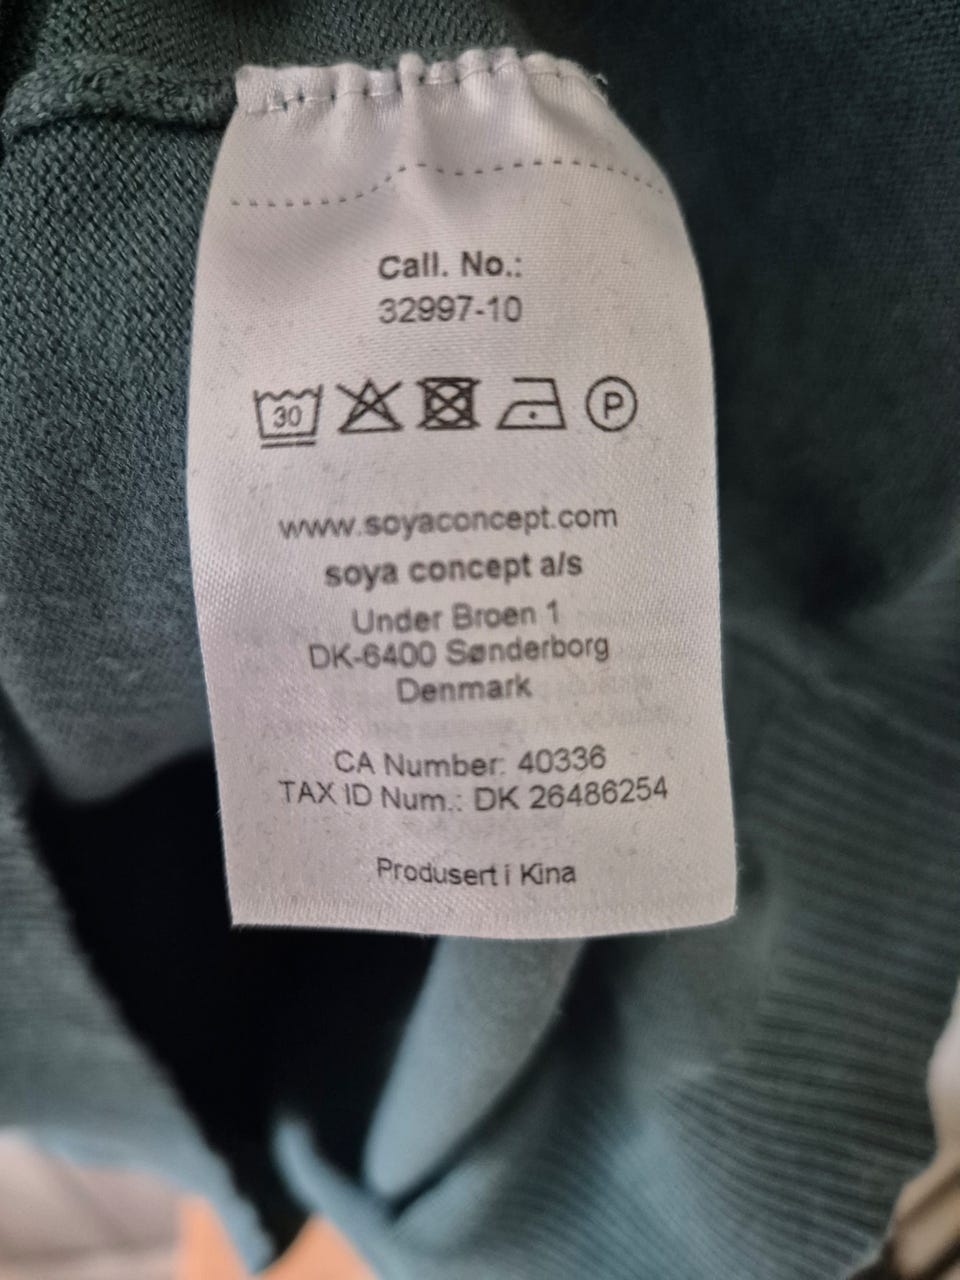 Call. No.:
32997-10
30 P
www.soyaconcept.com
soya concept a/s
Under Broen 1
DK-6400 Sønderborg
Denmark
CA Number: 40336
TAX ID Num.: DK 26486254
Produsert i Kina